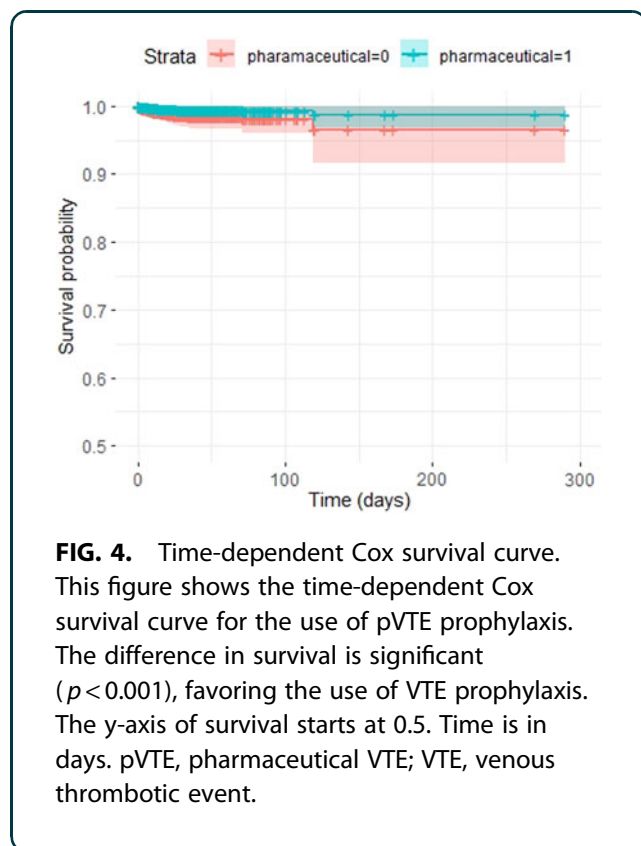 Strata pharamaceutical=0 pharmaceutical=1
1.0
0.9
0.8
0.7
0.6
0.5
Survival probability
0 100 200 300
Time (days)
FIG. 4. Time-dependent Cox survival curve.
This figure shows the time-dependent Cox
survival curve for the use of pVTE prophylaxis.
The difference in survival is significant
(p<0.001), favoring the use of VTE prophylaxis.
The y-axis of survival starts at 0.5. Time is in
days. pVTE, pharmaceutical VTE; VTE, venous
thrombotic event.